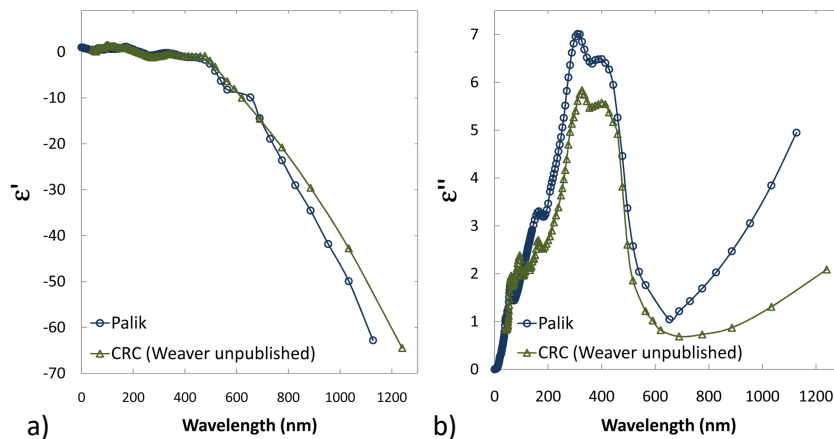 10
0
-10
-20
-30
-40
-50
-60
-70
ε'
0 200 400 600 800 1000 1200
Wavelength (nm)
Palik
CRC (Weaver unpublished)
a)
7
6
5
4
3
2
1
0
ε''
0 200 400 600 800 1000 1200
Wavelength (nm)
Palik
CRC (Weaver unpublished)
b)